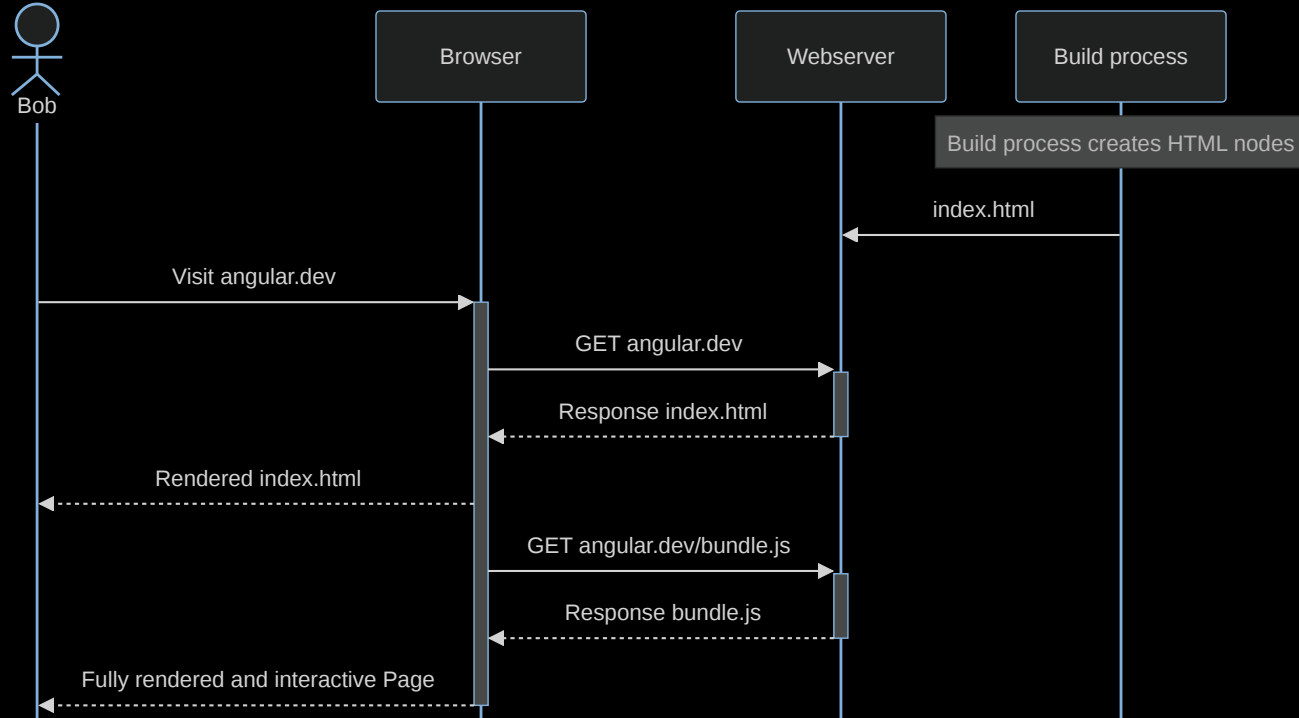 Browser
Webserver
Build process
Bob
Build process creates HTML nodes
index.html
Visit angular.dev
GET angular.dev
Response index.html
Rendered index.html
GET angular.dev/bundle.js
Response bundle.js
Fully rendered and interactive Page